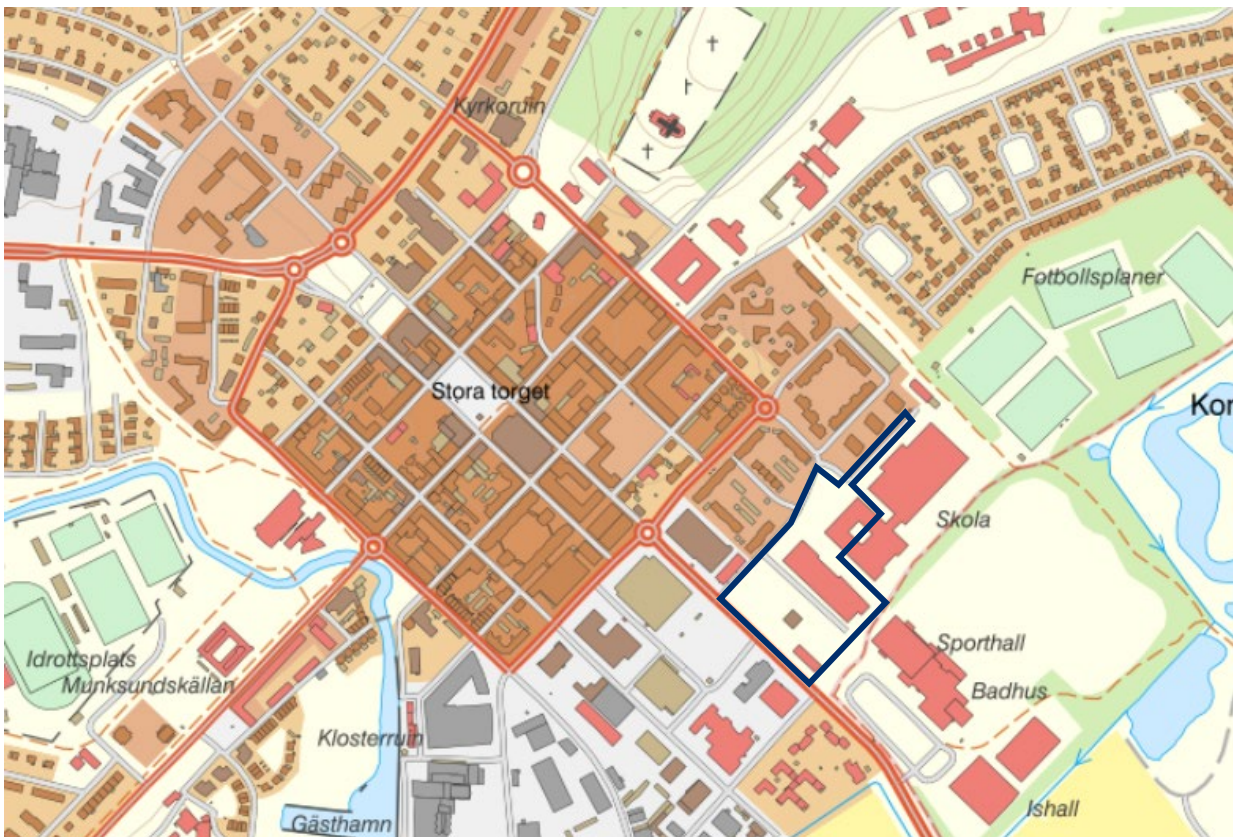 Kyrkoruin
Fotbollsplaner
Stora torget
Kor
Skola
Sporthall
Idrottsplats
Munksundskällan
Badhus
Klosterruin
Ishall
Gästhamn